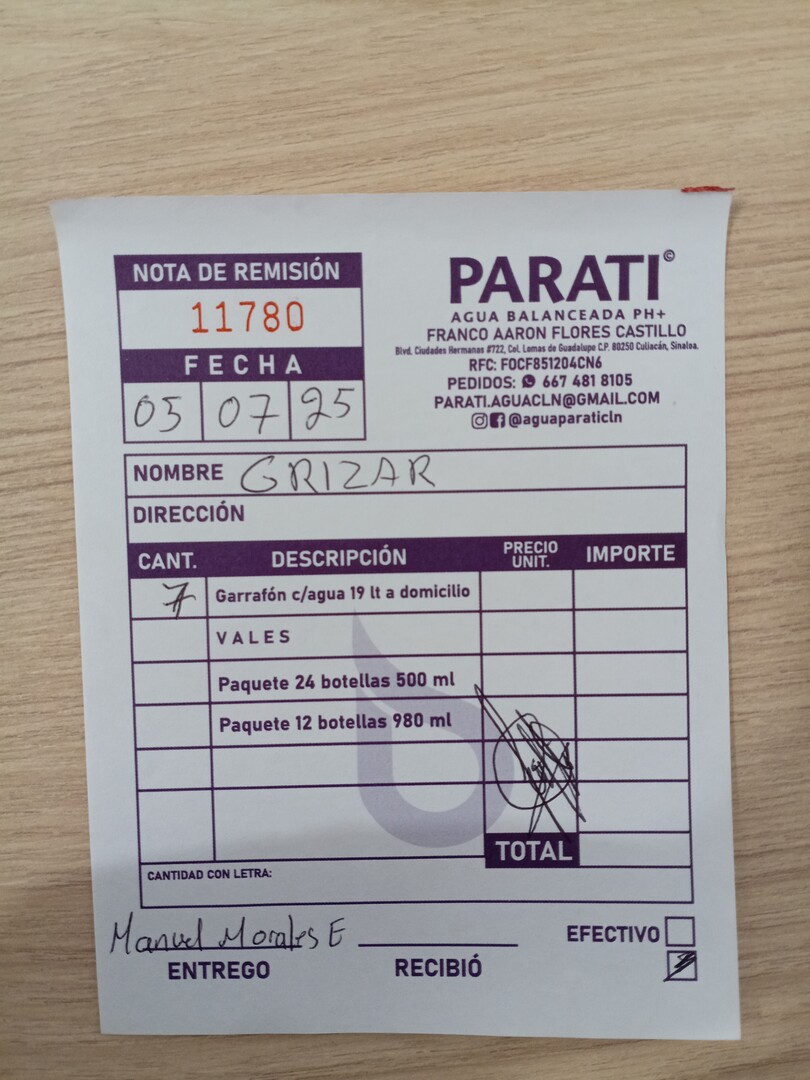 NOTA DE REMISIÓN
11780
FECHA
05 07 25
PARATI©
AGUA BALANCEADA PH+
FRANCO AARON FLORES CASTILLO
Blvd. Ciudades Hermanas #722, Col. Lomas de Guadalupe C.P. 80250 Culiacán, Sinaloa.
RFC: FOCF851204CN6
PEDIDOS: 667 481 8105
PARATI.AGUACLN@GMAIL.COM
@aguaparaticln
NOMBRE GRIZAR
DIRECCIÓN
CANT. DESCRIPCIÓN PRECIO UNIT. IMPORTE
7 Garrafón c/agua 19 lt a domicilio
VALES
Paquete 24 botellas 500 ml
Paquete 12 botellas 980 ml
TOTAL
CANTIDAD CON LETRA:
Manuel Morales E
ENTREGO RECIBIÓ EFECTIVO